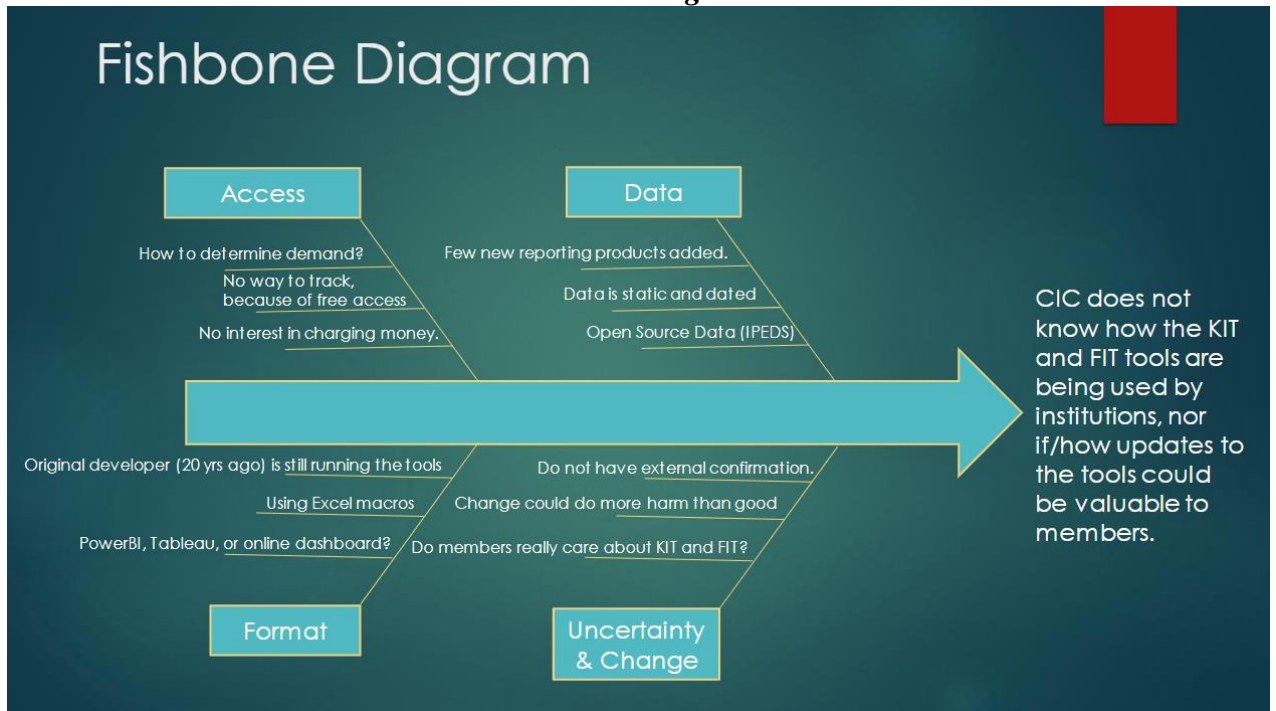 Fishbone Diagram
Access
How to determine demand?
No way to track,
because of free access
No interest in charging money.
Data
Few new reporting products added.
Data is static and dated
Open Source Data (IPEDS)
CIC does not
know how the KIT
and FIT tools are
being used by
institutions, nor
if/how updates to
the tools could
be valuable to
members.
Original developer (20 yrs ago) is still running the tools
Using Excel macros
PowerBI, Tableau, or online dashboard?
Format
Do not have external confirmation.
Change could do more harm than good
Do members really care about KIT and FIT?
Uncertainty
& Change